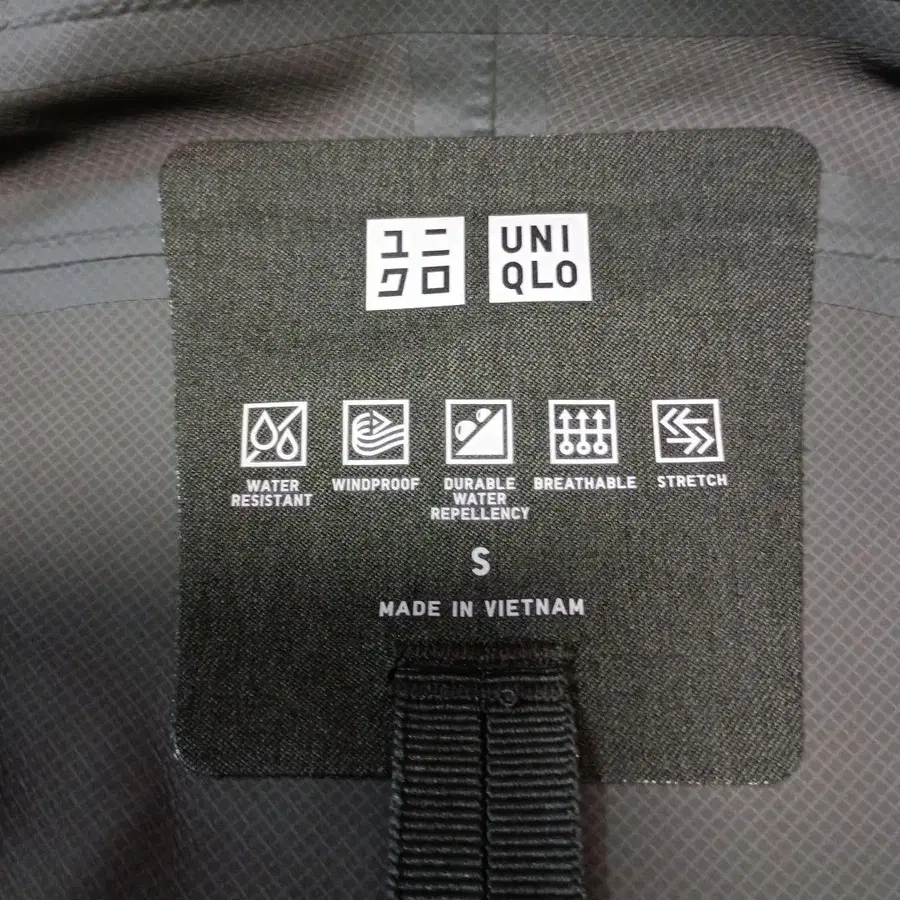 ユニ
クロ
UNI
QLO
WATER
RESISTANT
WINDPROOF
DURABLE
WATER
REPELLENCY
BREATHABLE
STRETCH
S
MADE IN VIETNAM